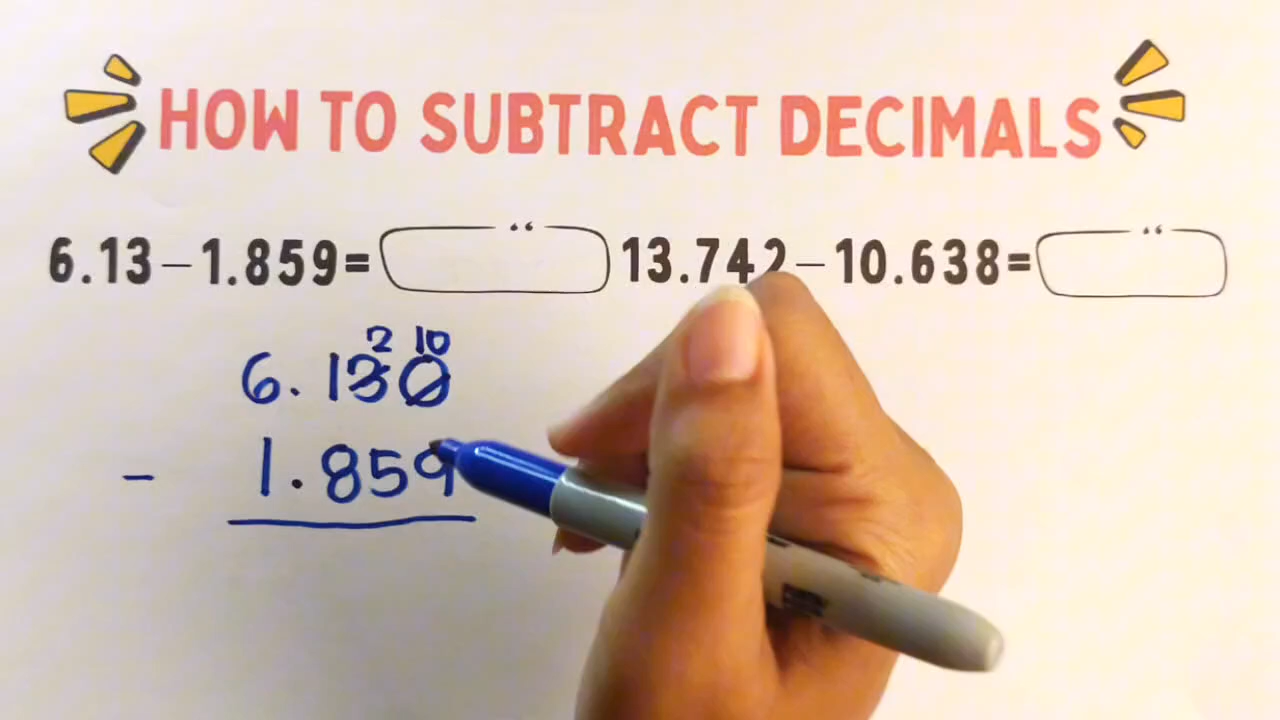 HOW TO SUBTRACT DECIMALS
6.13-1.859= 13.742-10.638=
2 10
6.130
- 1.859